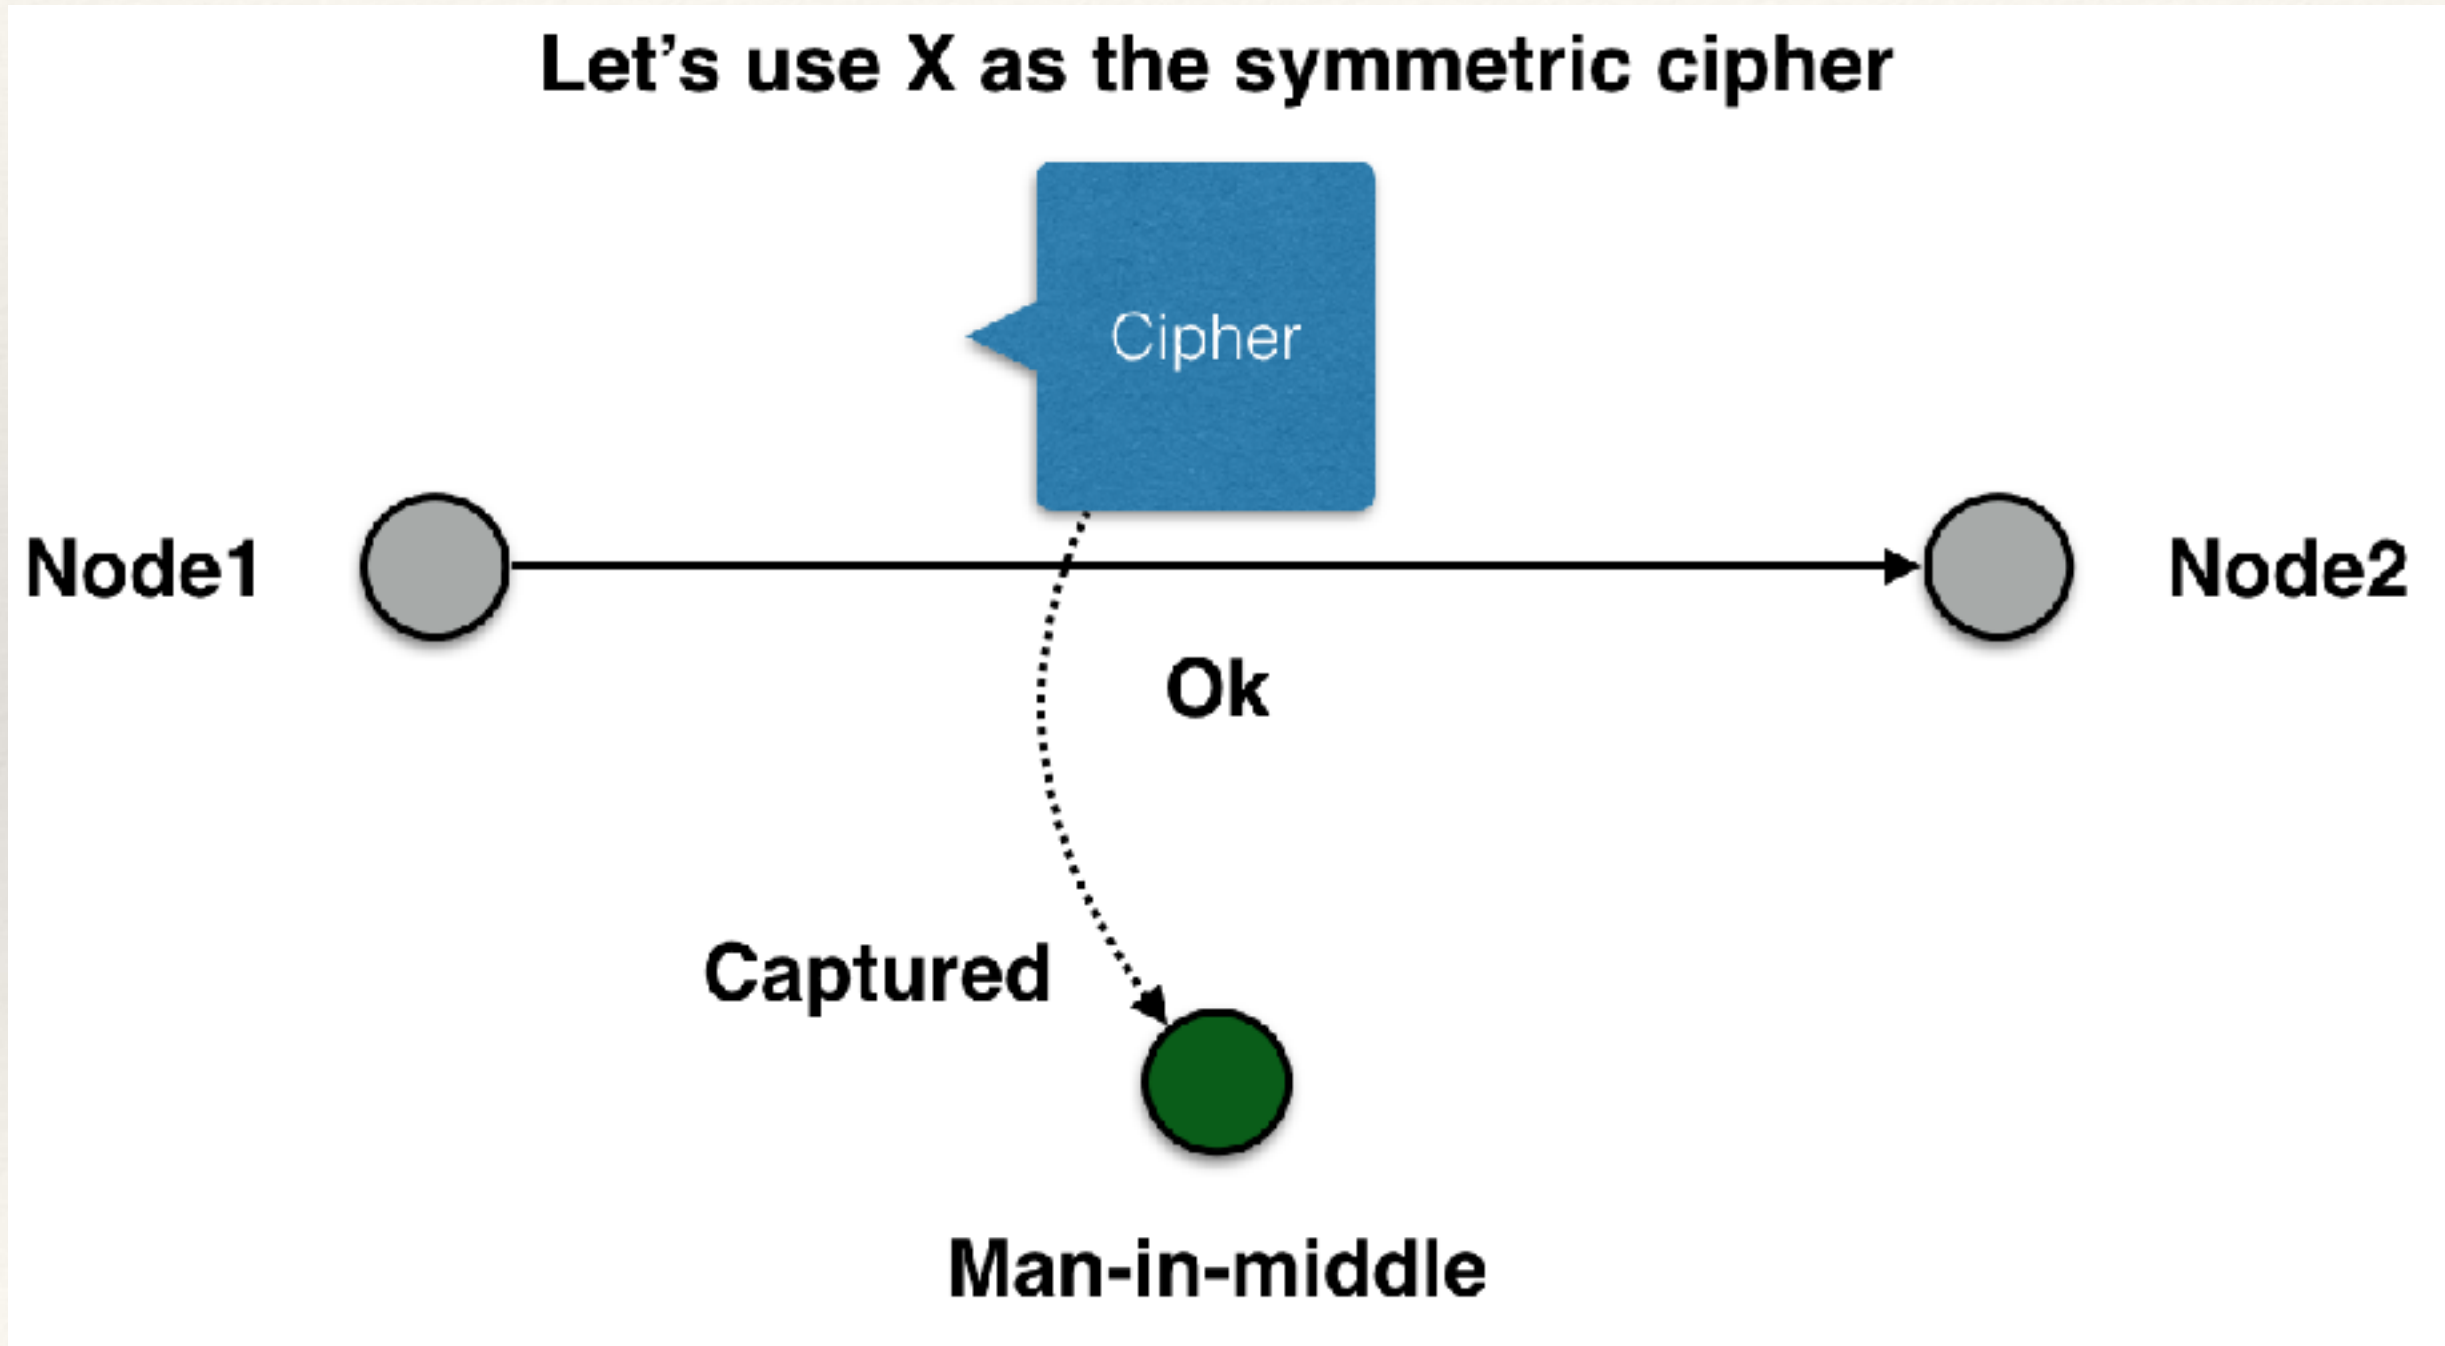 Let's use X as the symmetric cipher
Cipher
Node1
Node2
Ok
Captured
Man-in-middle